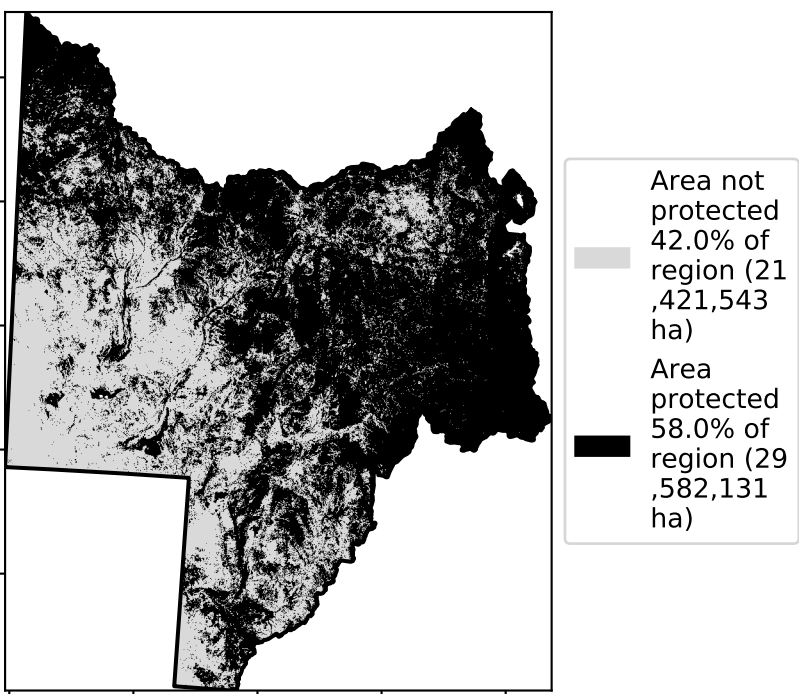 Area not
protected
42.0% of
region (21
,421,543
ha)
Area
protected
58.0% of
region (29
,582,131
ha)